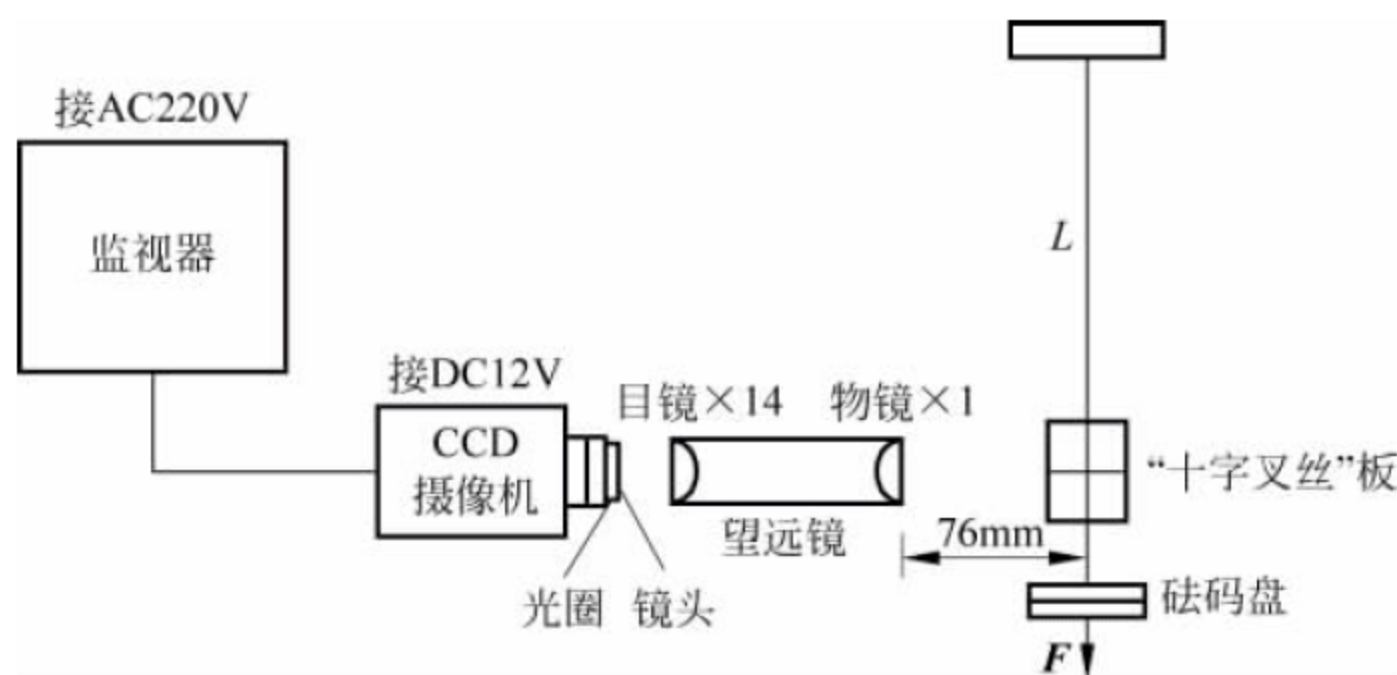 接AC220V
监视器
接DC12V
CCD
摄像机
目镜×14
物镜×1
望远镜
光圈
镜头
76mm
L
“十字叉丝”板
砝码盘
F